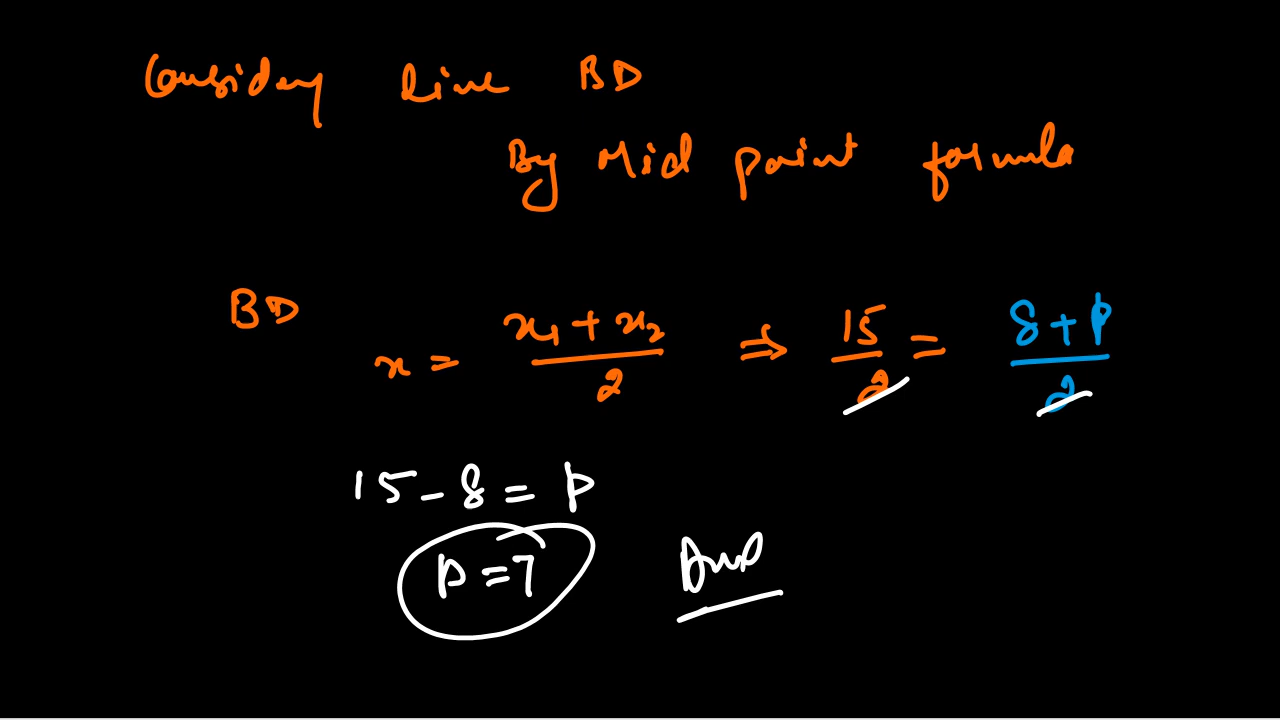 Considering line BD
By Mid point formula
BD x = x₁ + x₂ / 2 ⇒ 15 / 2 = 8 + P / 2
15 - 8 = P
P = 7 Ans